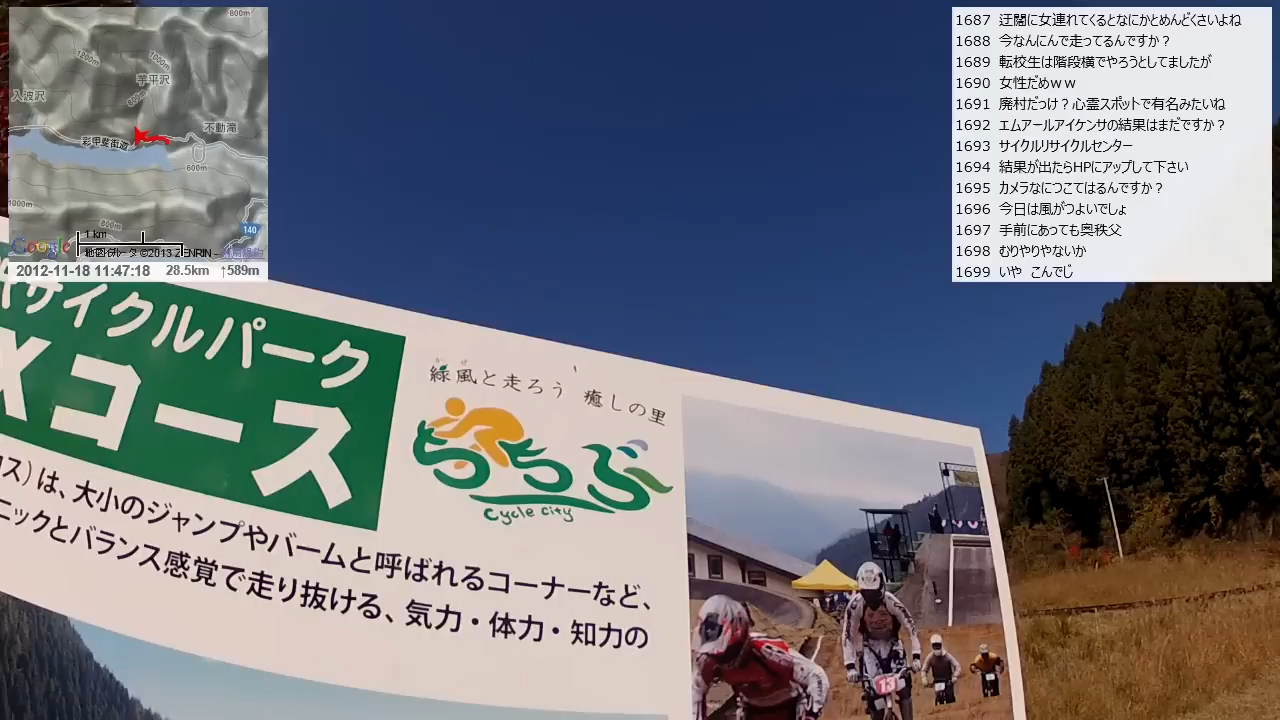 800m
1200m
1000m
芋平沢
600m
入波沢
不動滝
彩甲斐街道
600m
1000m
800m
140
1 km
Google
地図データ ©2013 ZENRIN -
2012-11-18 11:47:18 28.5km ↑589m
1687 迂闊に女連れてくるとなにかとめんどくさいよね
1688 今なんにんで走ってるんですか？
1689 転校生は階段横でやろうとしてましたが
1690 女性だめｗｗ
1691 廃村だっけ？心霊スポットで有名みたいね
1692 エムアールアイケンサの結果はまだですか？
1693 サイクルリサイクルセンター
1694 結果が出たらHPにアップして下さい
1695 カメラなにつこてはるんですか？
1696 今日は風がつよいでしょ
1697 手前にあっても奥秩父
1698 むりやりやないか
1699 いや　こんでじ
サイクルパーク
Xコース
緑風と走ろう 癒しの里
ちちぶ
Cycle City
ス）は、大小のジャンプやバームと呼ばれるコーナーなど、
ニックとバランス感覚で走り抜ける、気力・体力・知力の
13